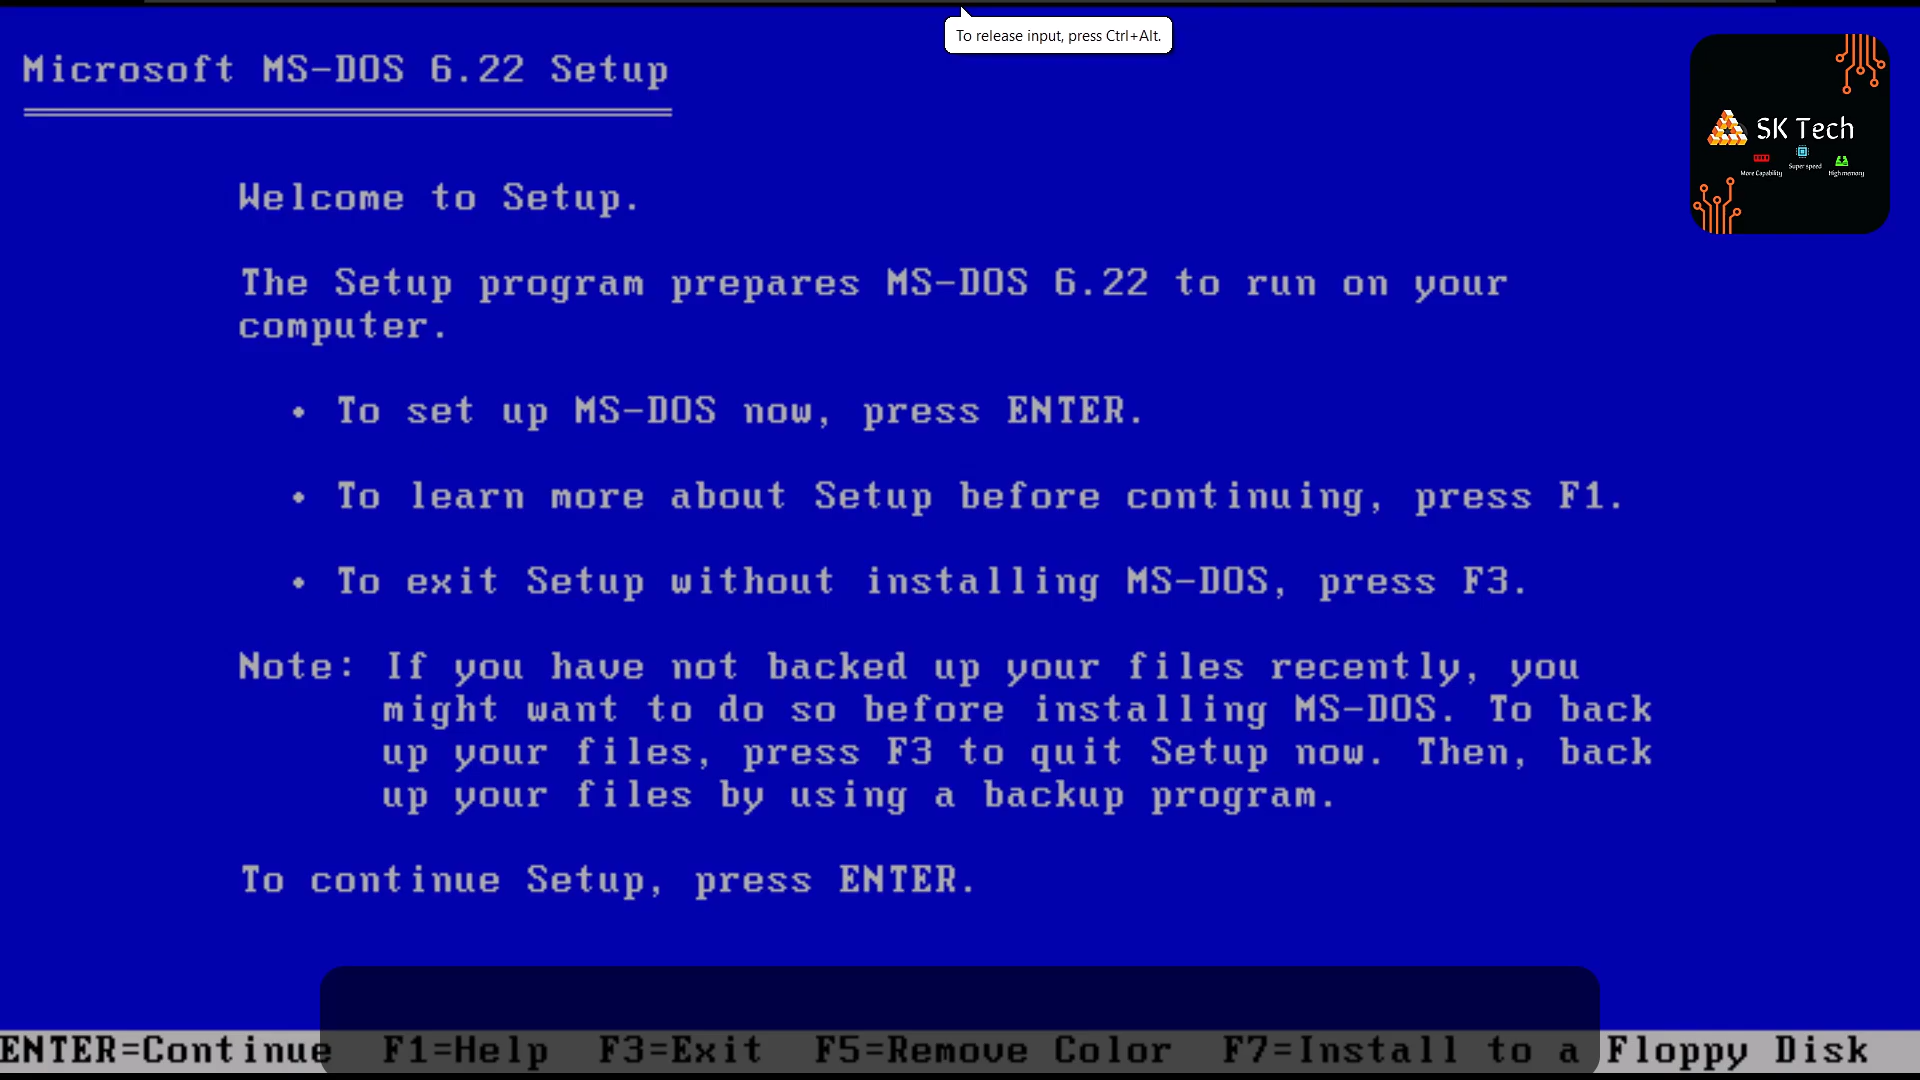 To release input, press Ctrl+Alt.
Microsoft MS-DOS 6.22 Setup
SK Tech
More Capability
Super speed
High memory
Welcome to Setup.
The Setup program prepares MS-DOS 6.22 to run on your
computer.
• To set up MS-DOS now, press ENTER.
• To learn more about Setup before continuing, press F1.
• To exit Setup without installing MS-DOS, press F3.
Note: If you have not backed up your files recently, you
might want to do so before installing MS-DOS. To back
up your files, press F3 to quit Setup now. Then, back
up your files by using a backup program.
To continue Setup, press ENTER.
ENTER=Continue F1=Help F3=Exit F5=Remove Color F7=Install to a Floppy Disk